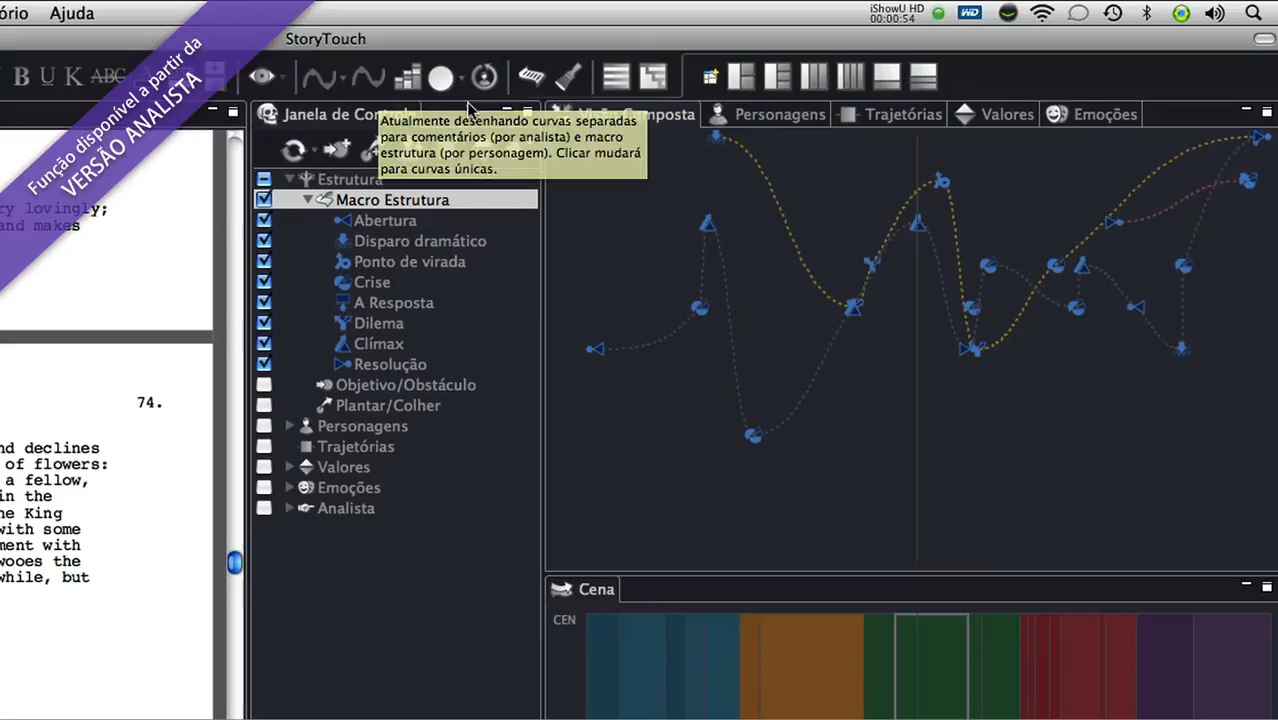 ório Ajuda
iShowU HD
00:00:54
WD
StoryTouch
B U K ABC
Função disponível a partir da
VERSÃO ANALISTA
Janela de Cont
Composta
Personagens
Trajetórias
Valores
Emoções
Atualmente desenhando curvas separadas
para comentários (por analista) e macro
estrutura (por personagem). Clicar mudará
para curvas únicas.
Estrutura
Macro Estrutura
Abertura
Disparo dramático
Ponto de virada
Crise
A Resposta
Dilema
Clímax
Resolução
Objetivo/Obstáculo
Plantar/Colher
Personagens
Trajetórias
Valores
Emoções
Analista
ry lovingly;
and makes
74.
nd declines
of flowers:
a fellow,
in the
he King
with some
ment with
wooes the
while, but
Cena
CEN